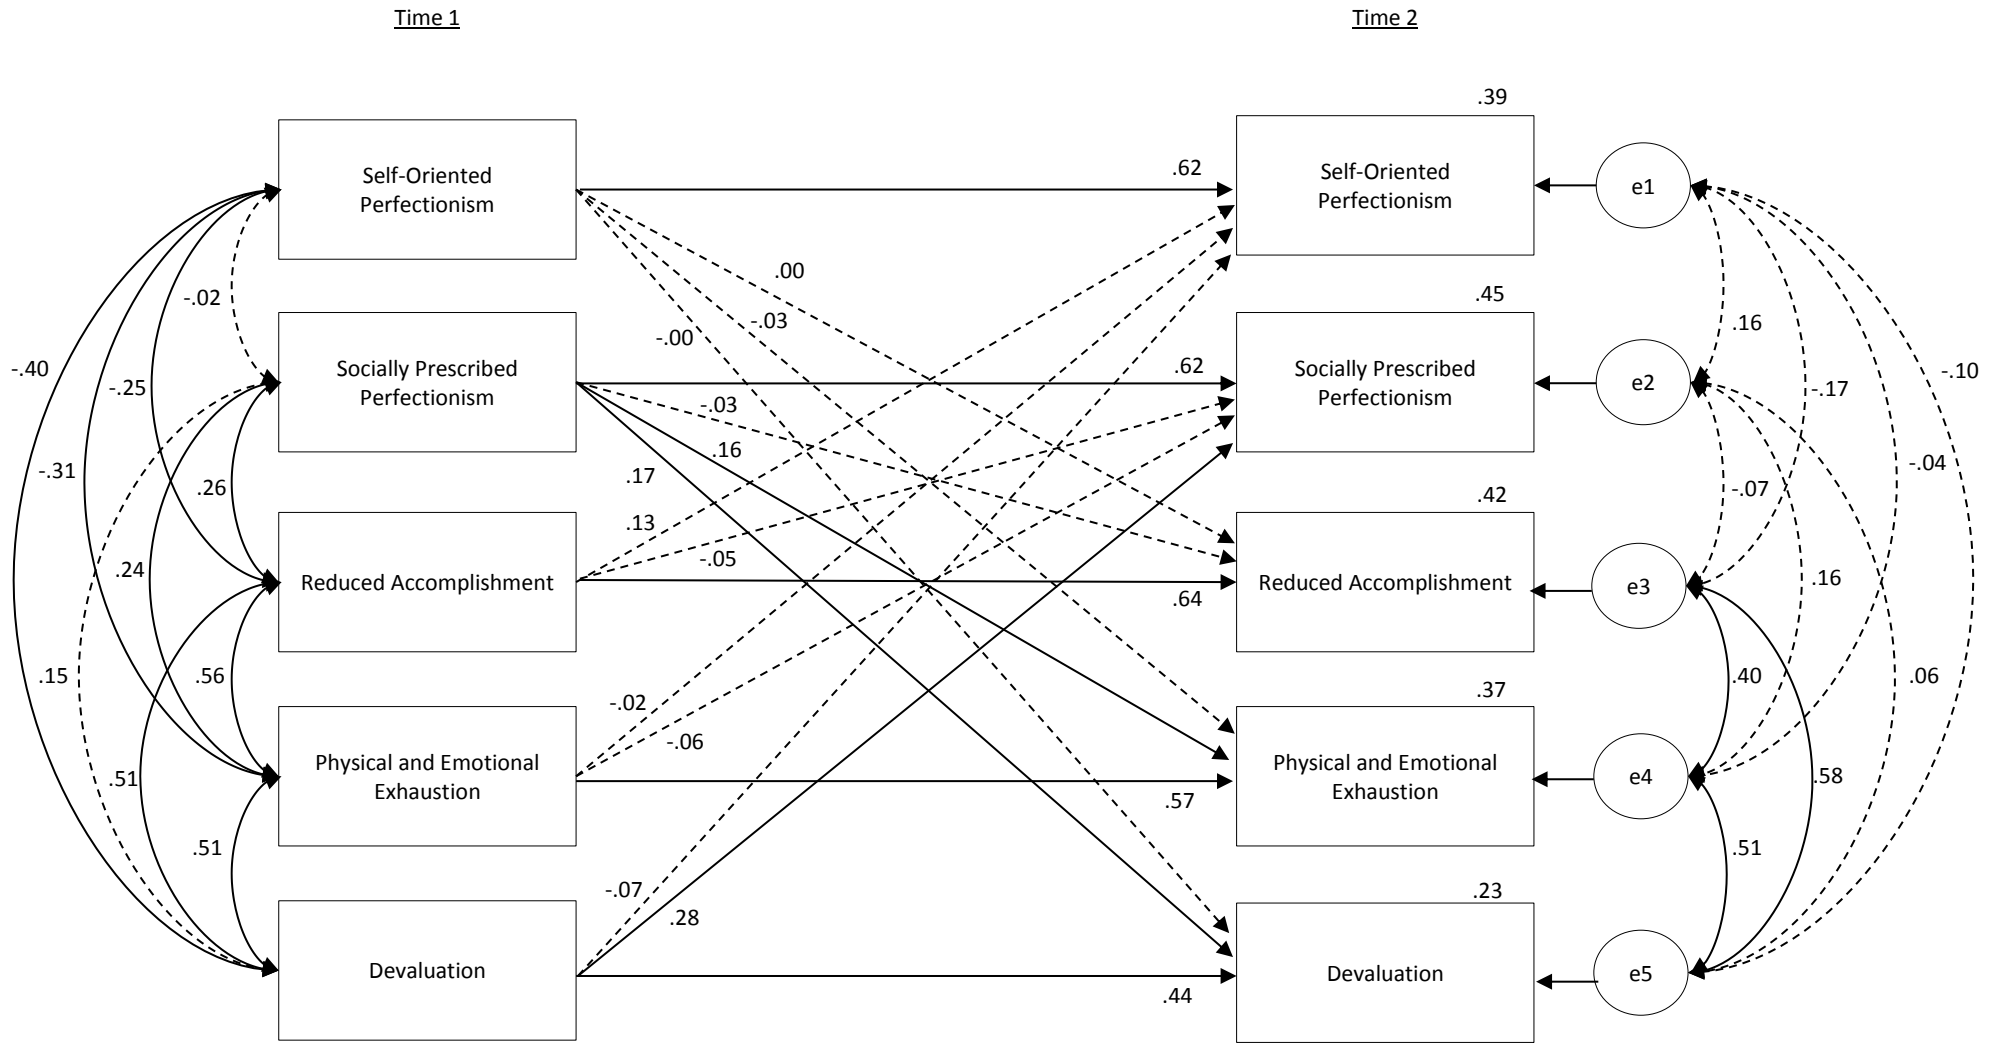 Time 1
Time 2
.39
Self-Oriented
Perfectionism
.62
Self-Oriented
Perfectionism
e1
.00
-.02
-.03
-.00
.45
.16
-.40
-.25
Socially Prescribed
Perfectionism
.62
-.03
Socially Prescribed
Perfectionism
e2
-.17
-.10
-.31
.26
.16
.17
-.04
-.07
.42
.13
-.05
.24
Reduced Accomplishment
.64
Reduced Accomplishment
e3
.16
.15
.56
-.02
-.06
.37
.40
.06
.51
Physical and Emotional
Exhaustion
.57
Physical and Emotional
Exhaustion
e4
.58
.51
.51
-.07
.28
.23
Devaluation
.44
Devaluation
e5